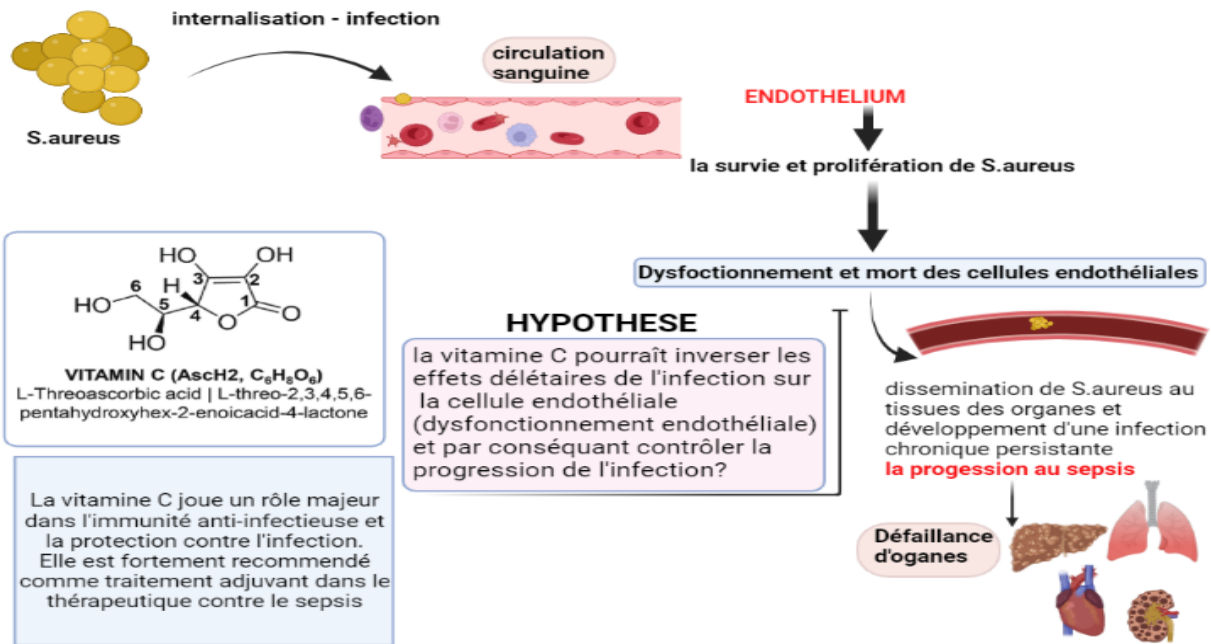 internalisation - infection
S.aureus
circulation
sanguine
ENDOTHELIUM
la survie et prolifération de S.aureus
Dysfoctionnement et mort des cellules endothéliales
HO
OH
3
2
H
6
1
HO
5
4
O
O
HO
VITAMIN C (AscH2, C₆H₈O₆)
L-Threoascorbic acid | L-threo-2,3,4,5,6-
pentahydroxyhex-2-enoicacid-4-lactone
La vitamine C joue un rôle majeur
dans l'immunité anti-infectieuse et
la protection contre l'infection.
Elle est fortement recommendé
comme traitement adjuvant dans le
thérapeutique contre le sepsis
HYPOTHESE
la vitamine C pourraît inverser les
effets délétaires de l'infection sur
la cellule endothéliale
(dysfonctionnement endothéliale)
et par conséquant contrôler la
progression de l'infection?
dissemination de S.aureus au
tissues des organes et
développement d'une infection
chronique persistante
la progession au sepsis
Défaillance
d'oganes